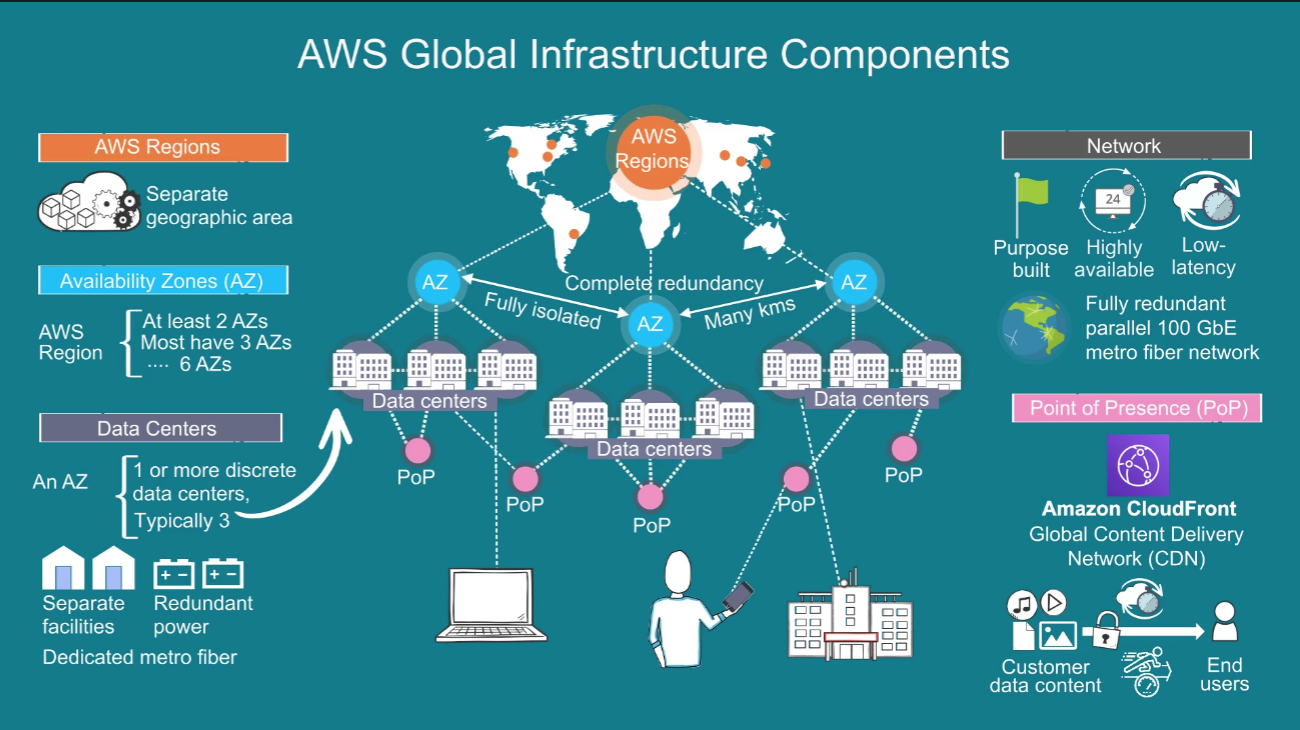 AWS Global Infrastructure Components
AWS Regions
Separate
geographic area
Availability Zones (AZ)
AWS
Region
At least 2 AZs
Most have 3 AZs
.... 6 AZs
Data Centers
An AZ
1 or more discrete
data centers,
Typically 3
Separate
facilities
Redundant
power
Dedicated metro fiber
AWS
Regions
AZ
AZ
AZ
Complete redundancy
Fully isolated
Many kms
Data centers
Data centers
Data centers
PoP
PoP
PoP
PoP
PoP
Network
24
Purpose
built
Highly
available
Low-
latency
Fully redundant
parallel 100 GbE
metro fiber network
Point of Presence (PoP)
Amazon CloudFront
Global Content Delivery
Network (CDN)
Customer
data content
End
users